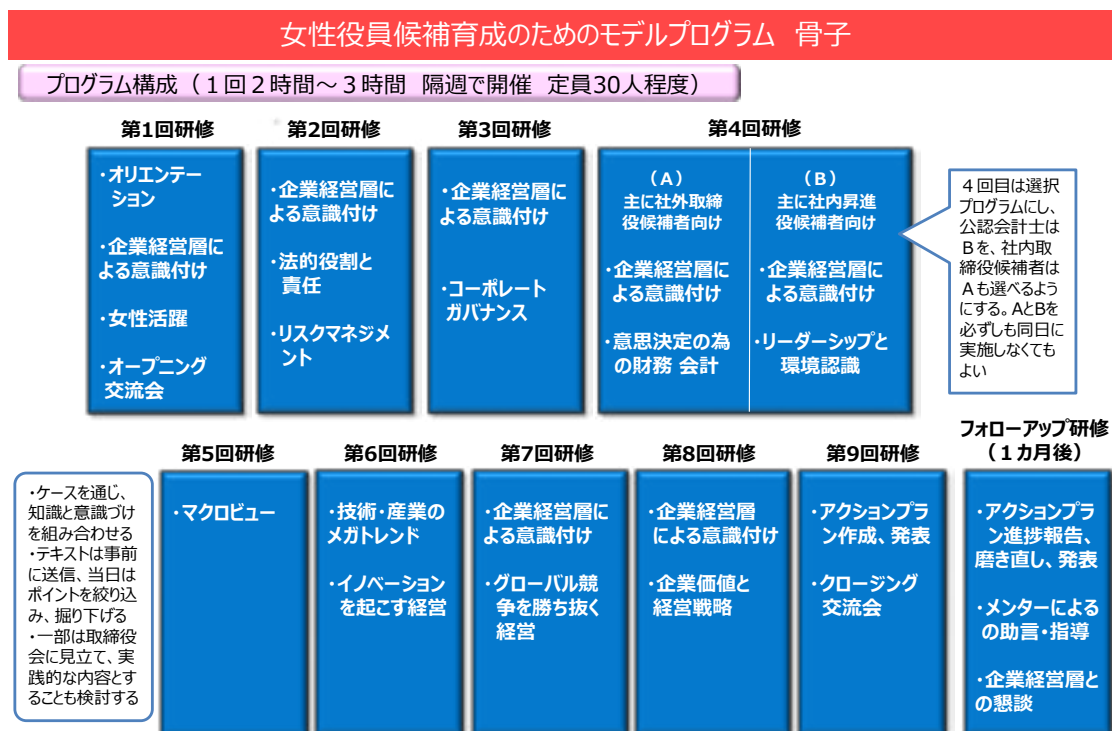 女性役員候補育成のためのモデルプログラム 骨子
プログラム構成(1回2時間～3時間 隔週で開催 定員30人程度)
第1回研修
・オリエンテー
ション
・企業経営層に
よる意識付け
・女性活躍
・オープニング
交流会
第2回研修
・企業経営層に
よる意識付け
・法的役割と
責任
・リスクマネジメ
ント
第3回研修
・企業経営層に
よる意識付け
・コーポレート
ガバナンス
第4回研修
(A)
主に社外取締
役候補者向け
・企業経営層に
よる意識付け
・意思決定の為
の財務 会計
(B)
主に社内昇進
役候補者向け
・企業経営層に
よる意識付け
・リーダーシップと
環境認識
4回目は選択
プログラムにし、
公認会計士は
Bを、社内取
締役候補者は
Aも選べるよう
にする。AとBを
必ずしも同日に
実施しなくても
よい
・ケースを通じ、
知識と意識づけ
を組み合わせる
・テキストは事前
に送信、当日は
ポイントを絞り込
み、掘り下げる
・一部は取締役
会に見立て、実
践的な内容とす
ることも検討する
第5回研修
・マクロビュー
第6回研修
・技術・産業の
メガトレンド
・イノベーション
を起こす経営
第7回研修
・企業経営層に
よる意識付け
・グローバル競
争を勝ち抜く
経営
第8回研修
・企業経営層
による意識付け
・企業価値と
経営戦略
第9回研修
・アクションプラ
ン作成、発表
・クロージング
交流会
フォローアップ研修
(1カ月後)
・アクションプラ
ン進捗報告、
磨き直し、発表
・メンターによる
の助言・指導
・企業経営層と
の懇談